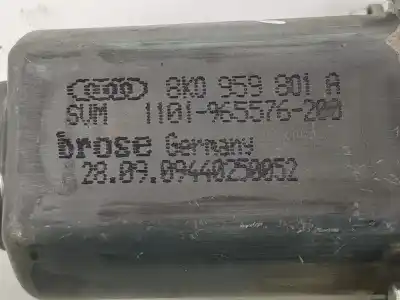 8K0 959 801 A
SVM 1101-965576-200
brose Germany
28.09.09440250052